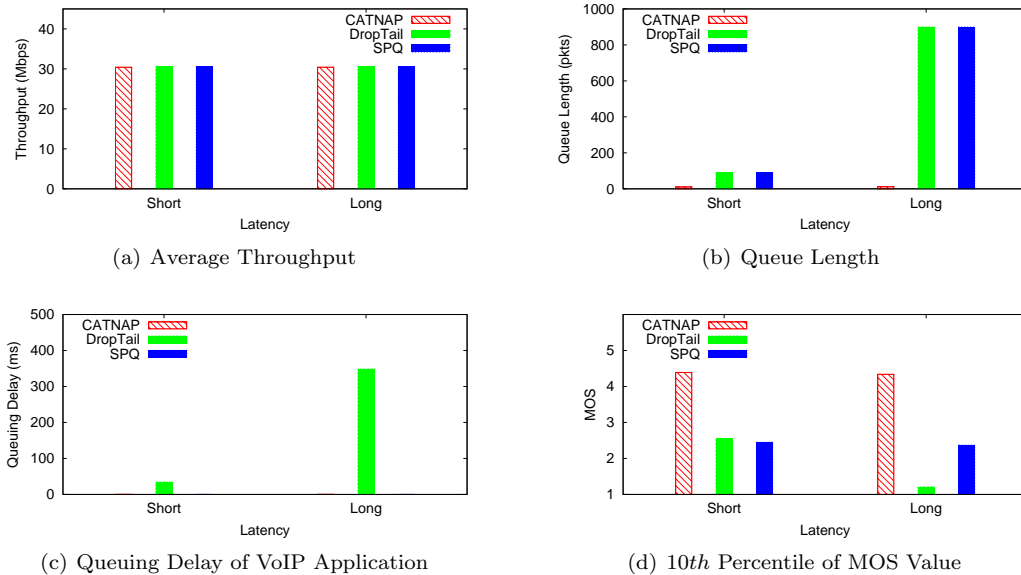 Throughput (Mbps)
40
30
20
10
0
CATNAP
DropTail
SPQ
Short
Long
Latency
(a) Average Throughput
Queue Length (pkts)
1000
800
600
400
200
0
CATNAP
DropTail
SPQ
Short
Long
Latency
(b) Queue Length
Queuing Delay (ms)
500
400
300
200
100
0
CATNAP
DropTail
SPQ
Short
Long
Latency
(c) Queuing Delay of VoIP Application
MOS
5
4
3
2
1
CATNAP
DropTail
SPQ
Short
Long
Latency
(d) 10th Percentile of MOS Value